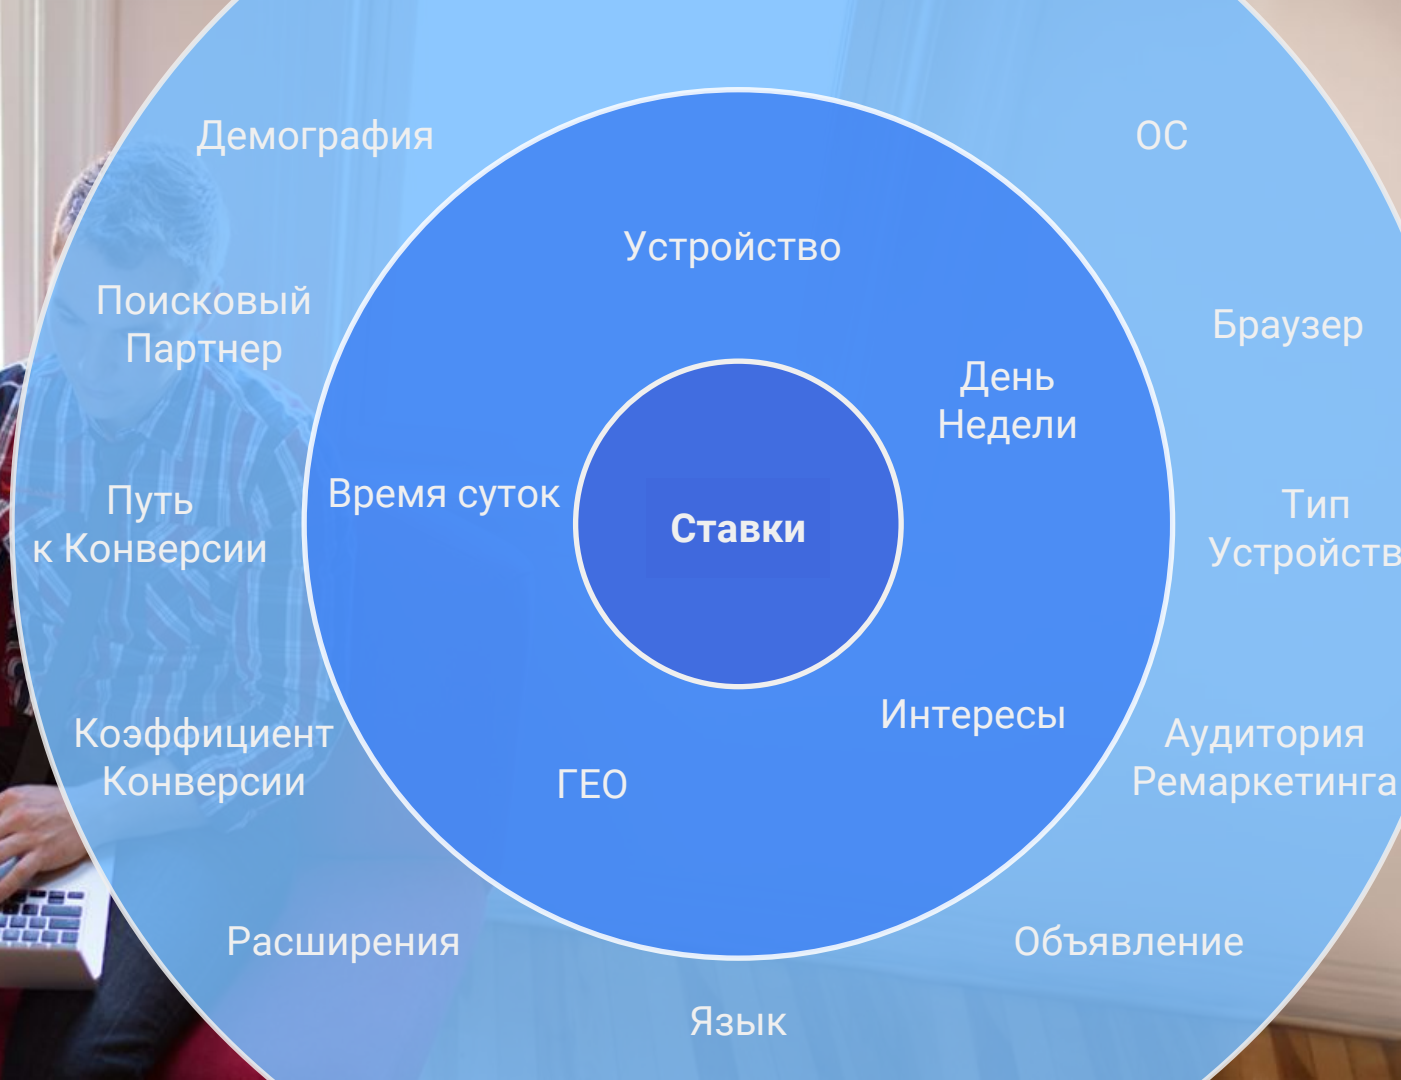 Демография
ОС
Устройство
Поисковый
Партнер
Браузер
День
Недели
Время суток
Путь
к Конверсии
Ставки
Тип
Устройств
Интересы
Коэффициент
Конверсии
Аудитория
Ремаркетинга
ГЕО
Расширения
Объявление
Язык